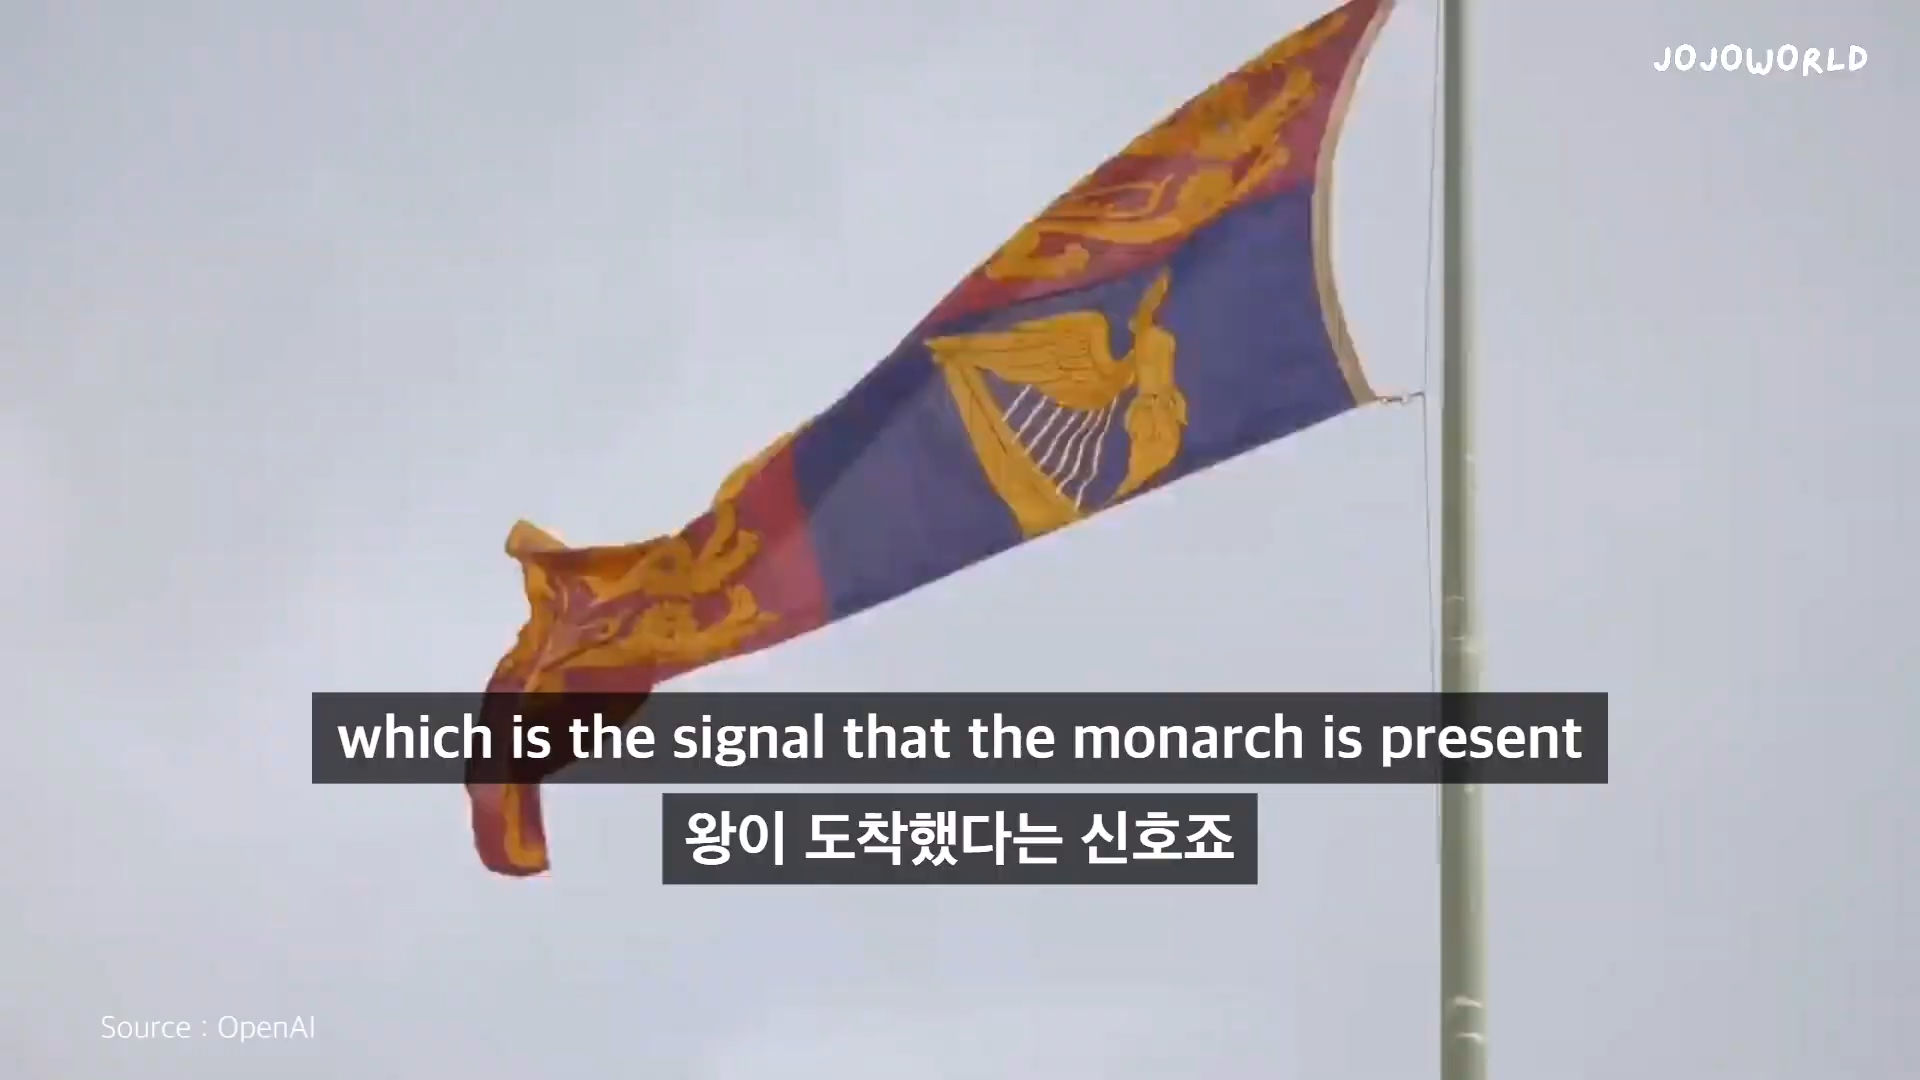 JOJOWORLD
which is the signal that the monarch is present
왕이 도착했다는 신호죠
Source : OpenAI